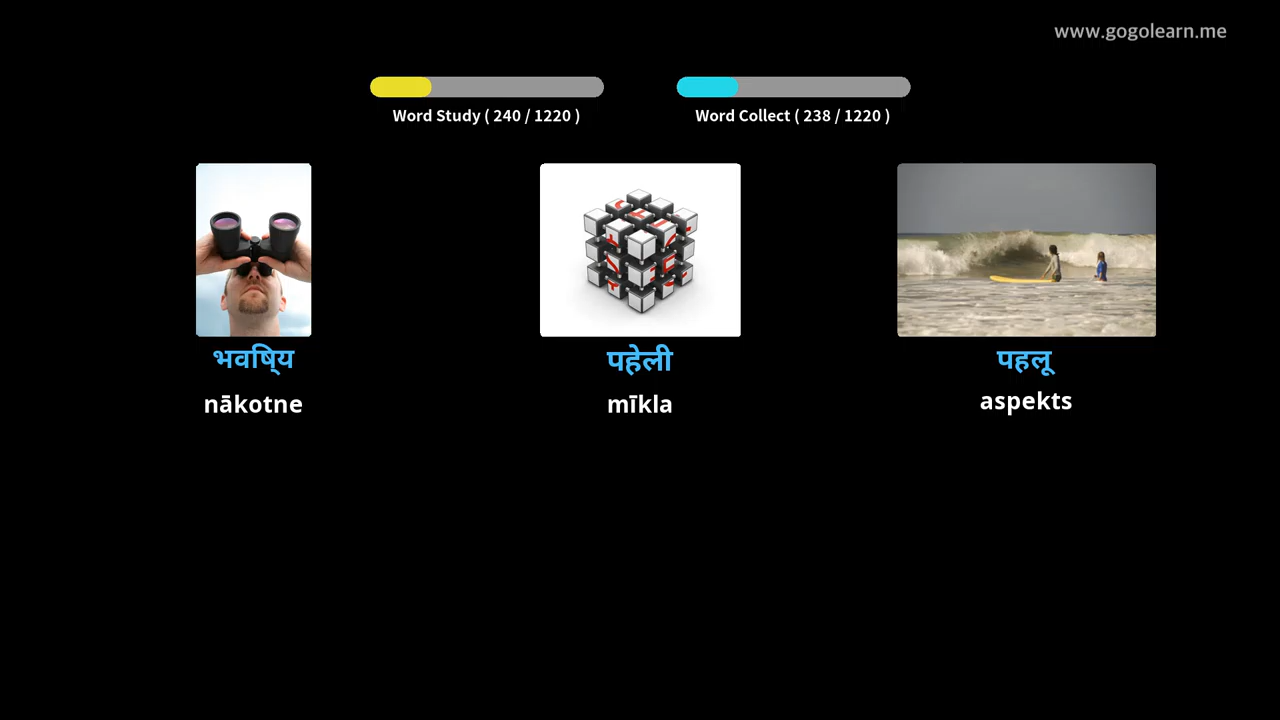 www.gogolearn.me
Word Study ( 240 / 1220 )
Word Collect ( 238 / 1220 )
भविष्य
पहेली
पहलू
nākotne
mīkla
aspekts